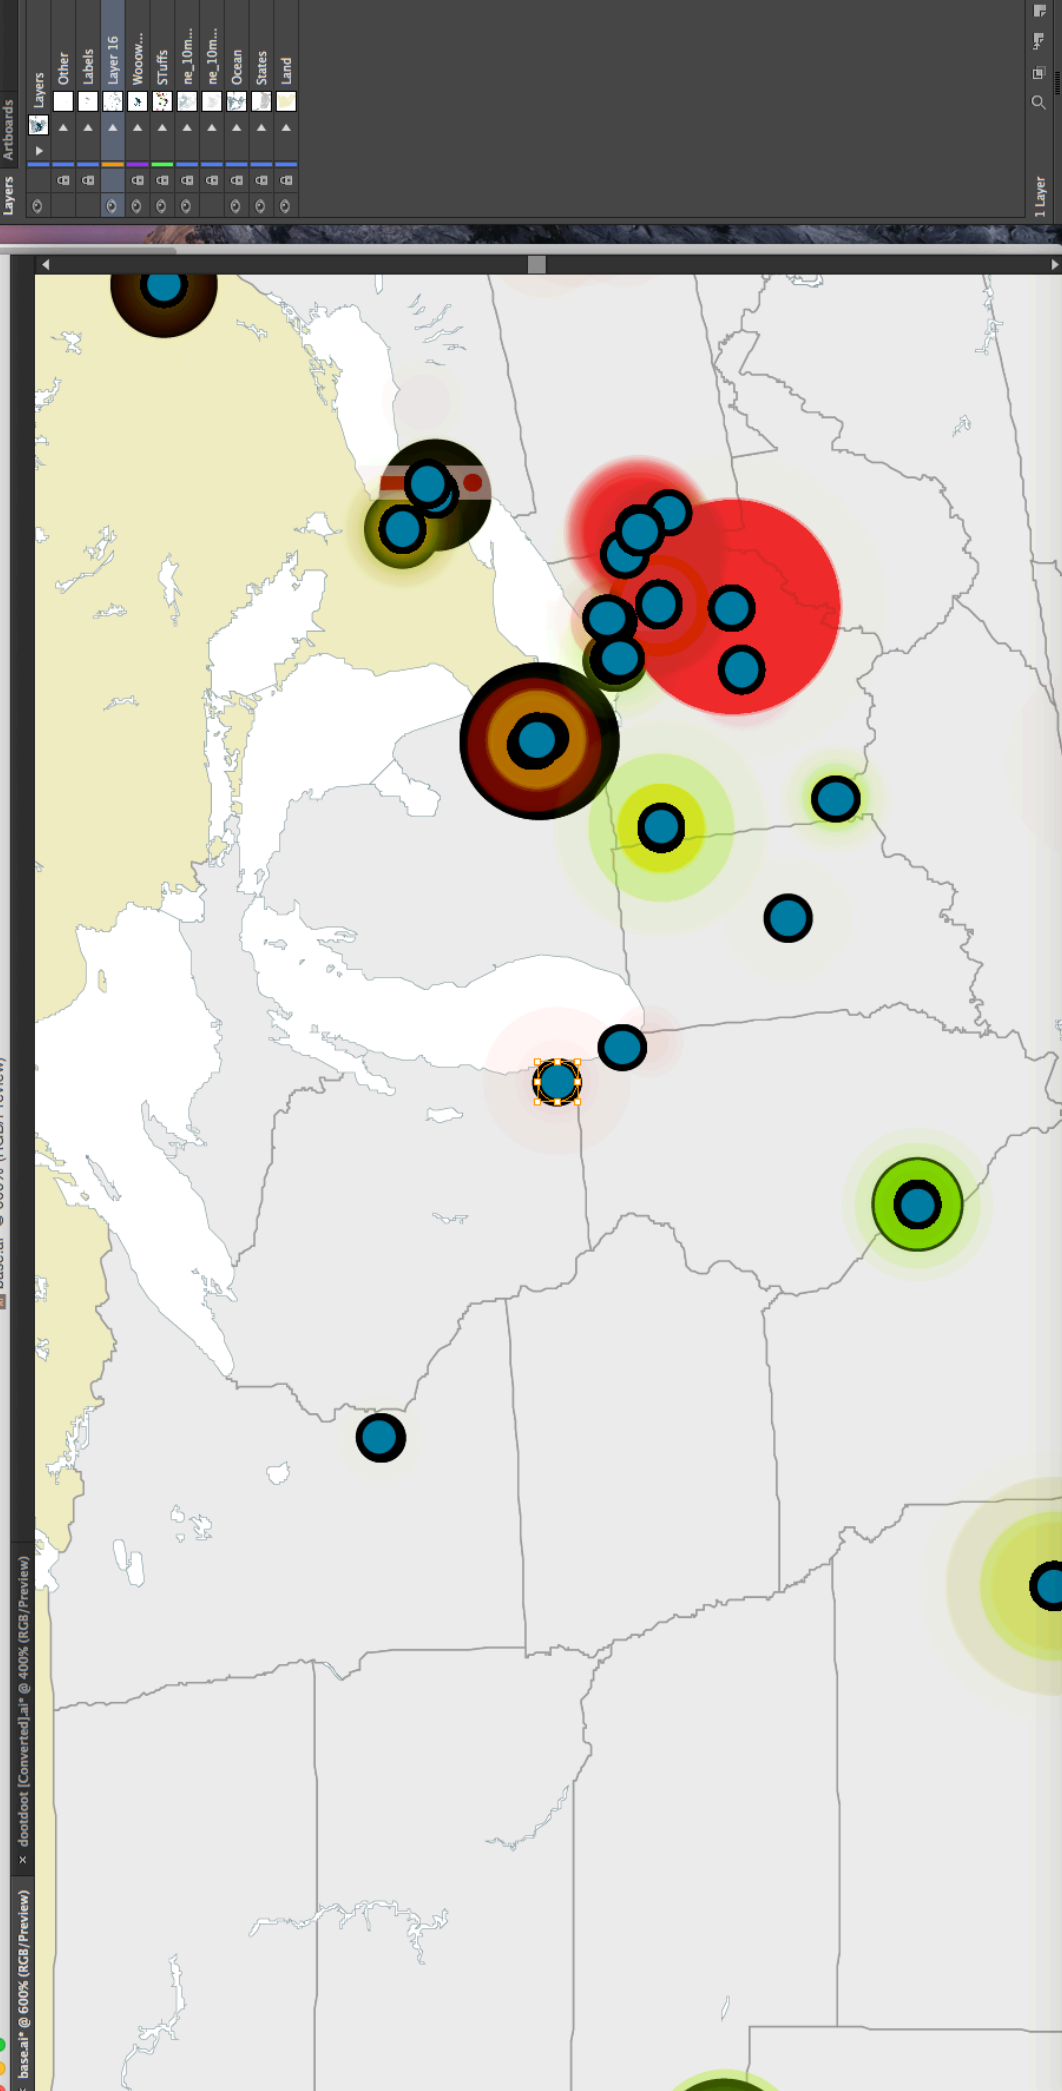 base.ai* @ 600% (RGB/Preview)
dootdoot [Converted].ai* @ 400% (RGB/Preview)
Layers
Artboards
Layers
Other
Labels
Layer 16
Wooow...
STuffs
ne_10m...
ne_10m...
Ocean
States
Land
1 Layer